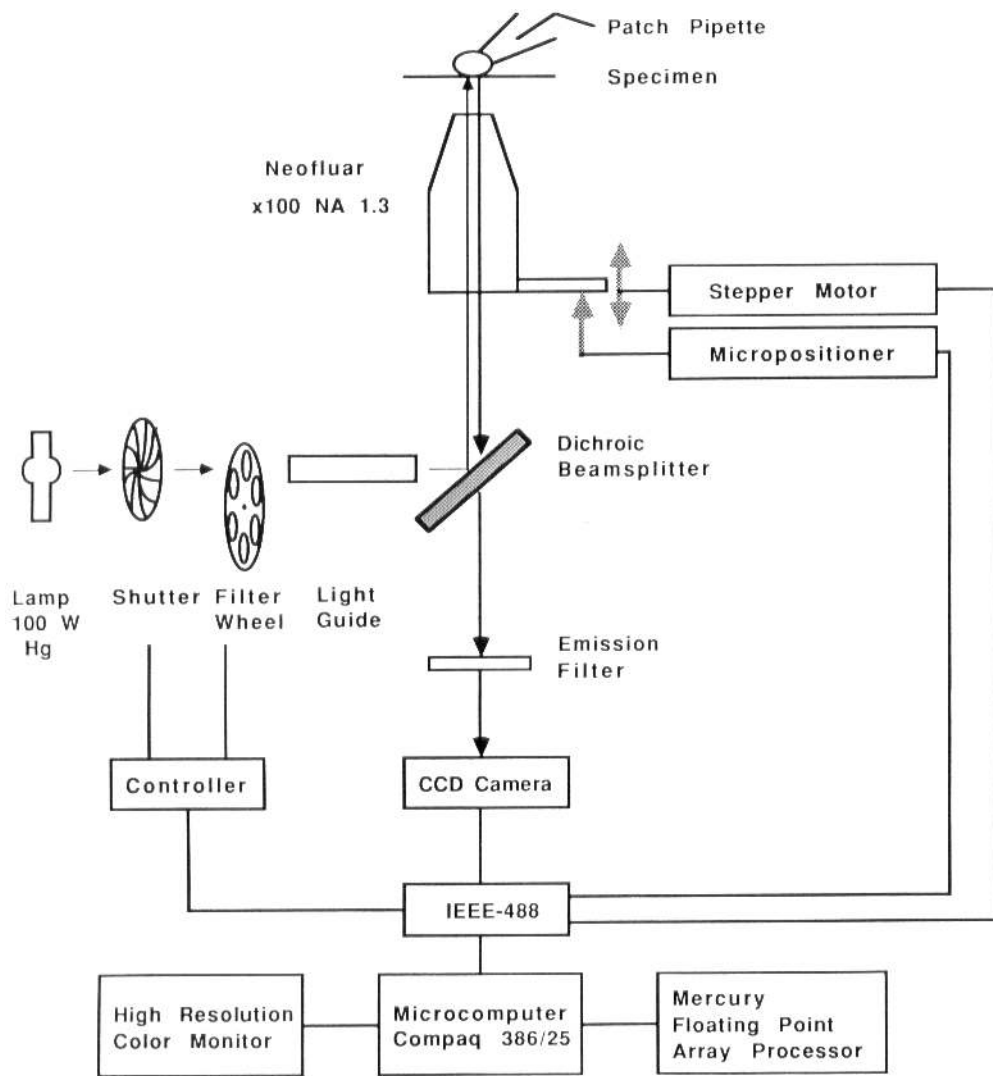 Patch Pipette
Specimen
Neofluar
x100 NA 1.3
Stepper Motor
Micropositioner
Dichroic
Beamsplitter
Lamp
100 W
Hg
Shutter
Filter
Wheel
Light
Guide
Emission
Filter
Controller
CCD Camera
IEEE-488
High Resolution
Color Monitor
Microcomputer
Compaq 386/25
Mercury
Floating Point
Array Processor